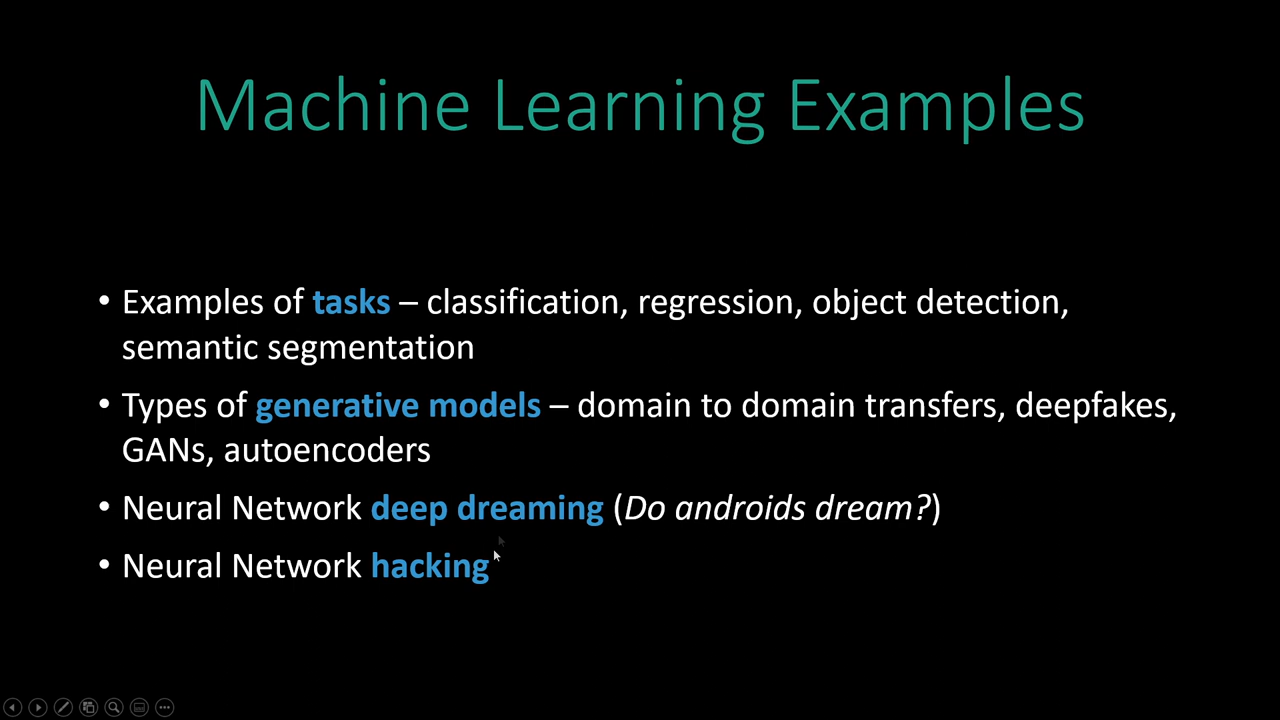 Machine Learning Examples
• Examples of tasks – classification, regression, object detection,
semantic segmentation
• Types of generative models – domain to domain transfers, deepfakes,
GANs, autoencoders
• Neural Network deep dreaming (Do androids dream?)
• Neural Network hacking